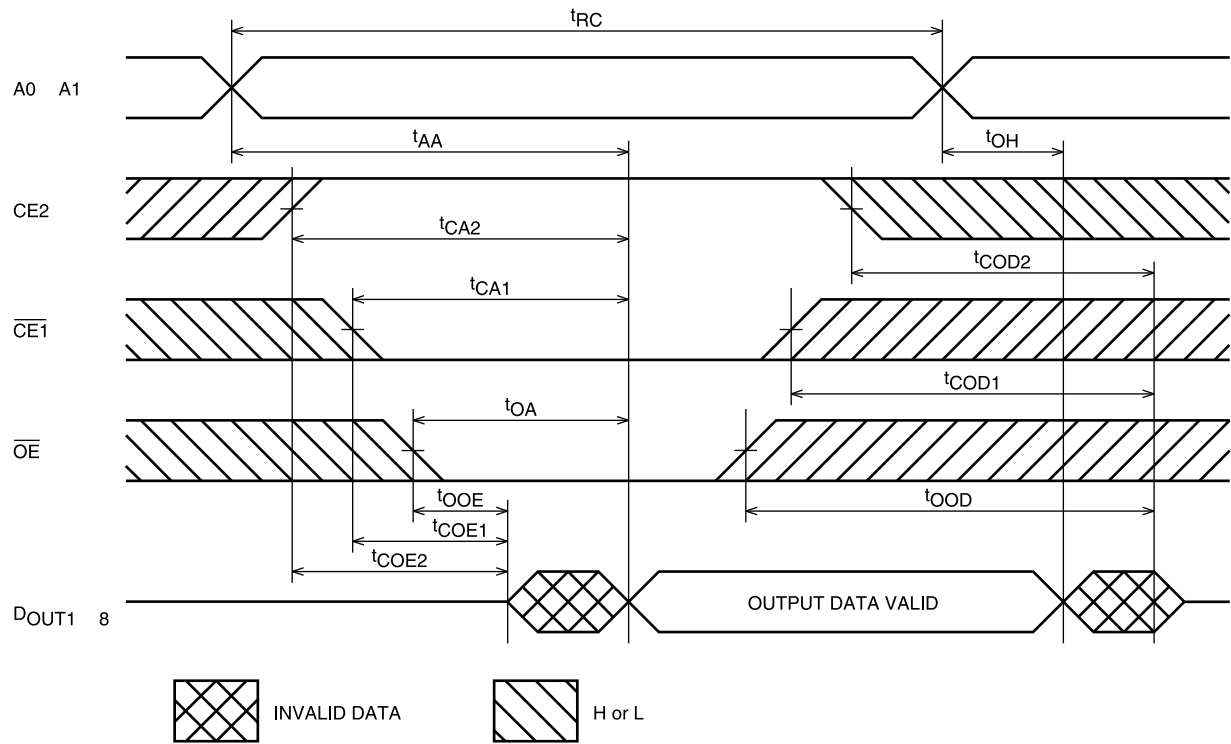 tRC
A0 A1
tAA
tOH
CE2
tCA2
tCOD2
tCA1
CE1
tCOD1
tOA
OE
tOOE
tOOD
tCOE1
tCOE2
DOUT1 8
OUTPUT DATA VALID
INVALID DATA
H or L